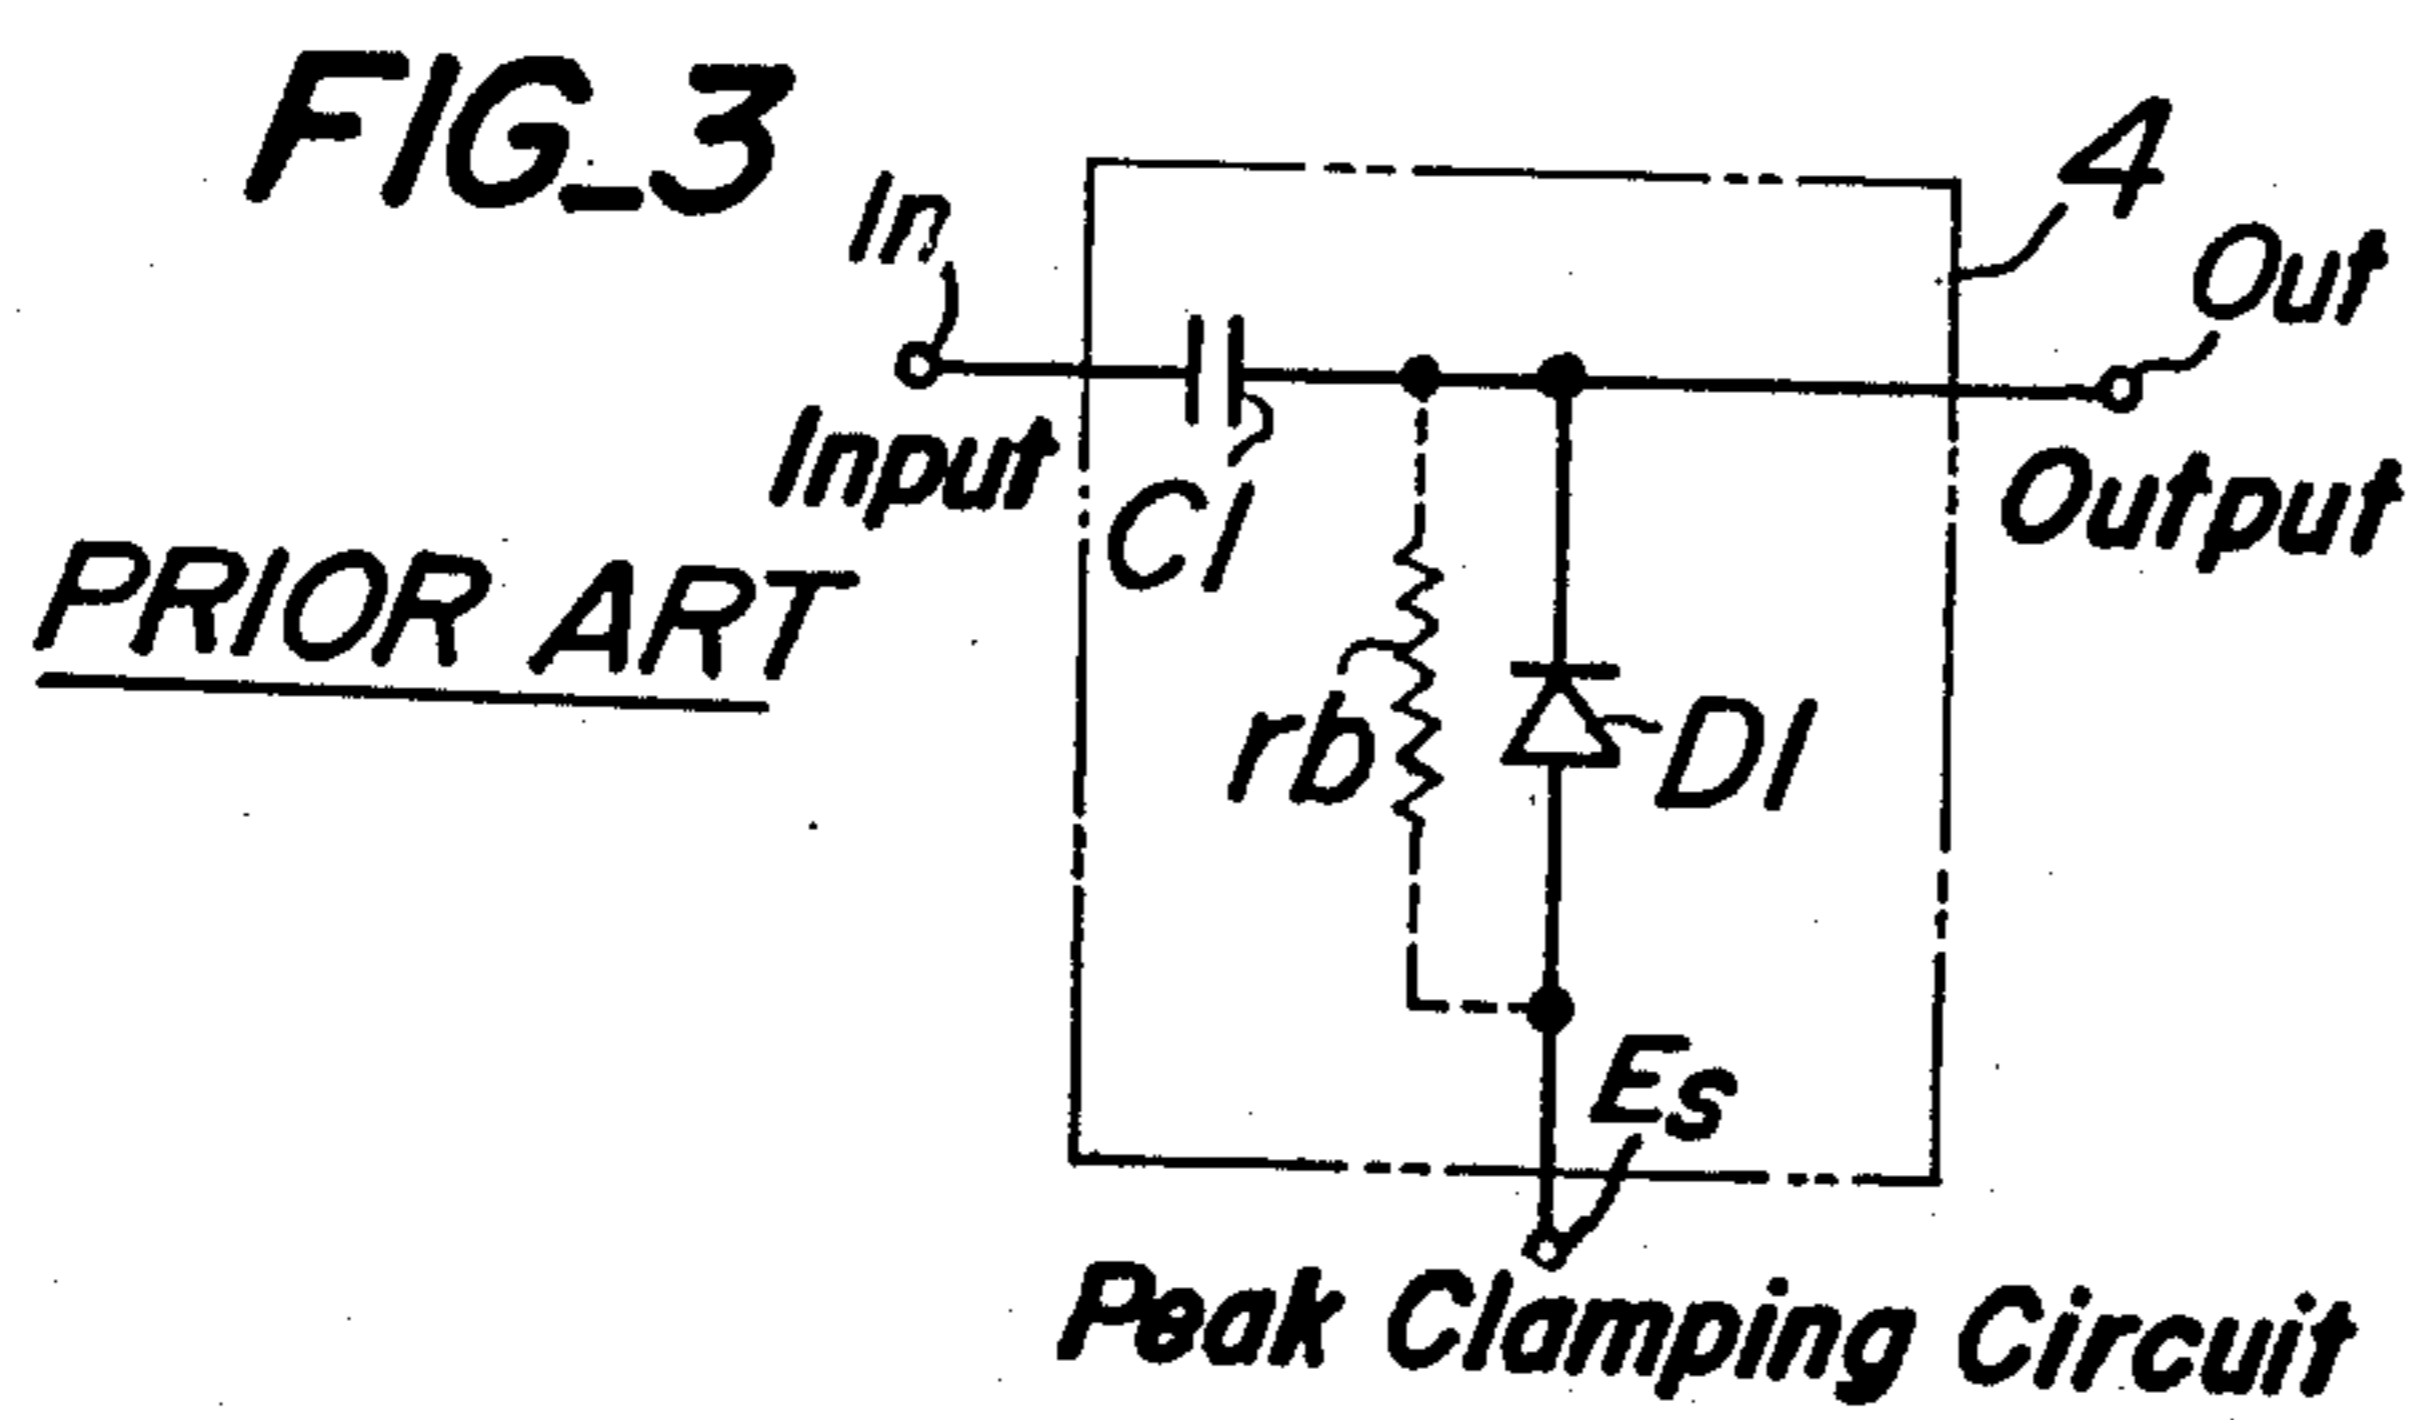 FIG_3
In
4
Out
Input
Output
C1
PRIOR ART
rb
D1
Es
Peak Clamping Circuit